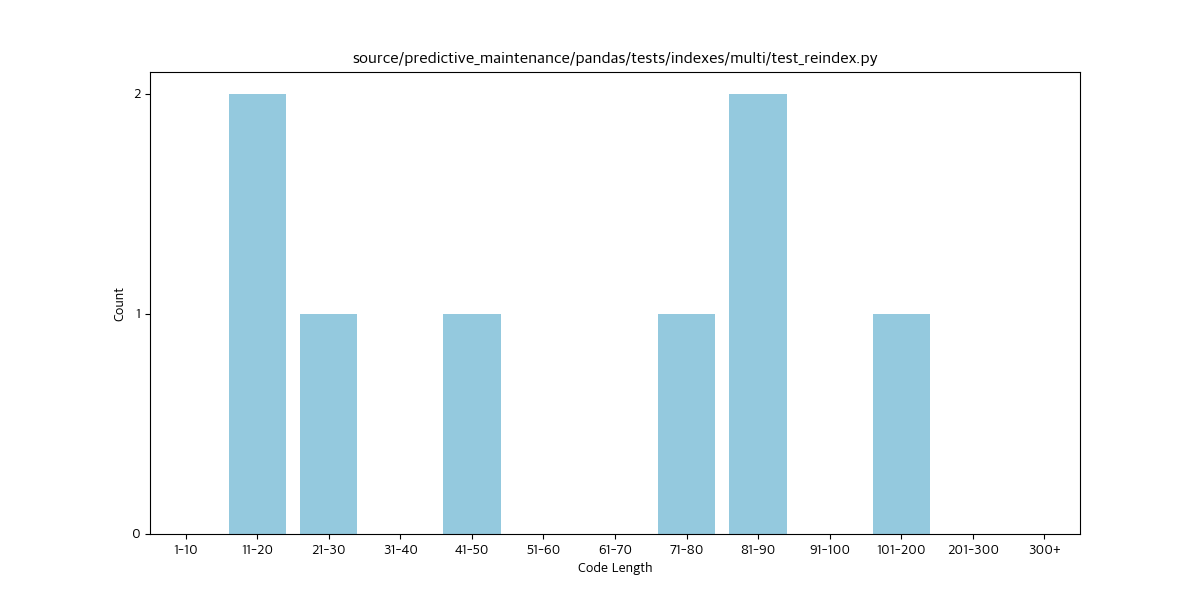 source/predictive_maintenance/pandas/tests/indexes/multi/test_reindex.py
2
1
0
Count
1-10 11-20 21-30 31-40 41-50 51-60 61-70 71-80 81-90 91-100 101-200 201-300 300+
Code Length